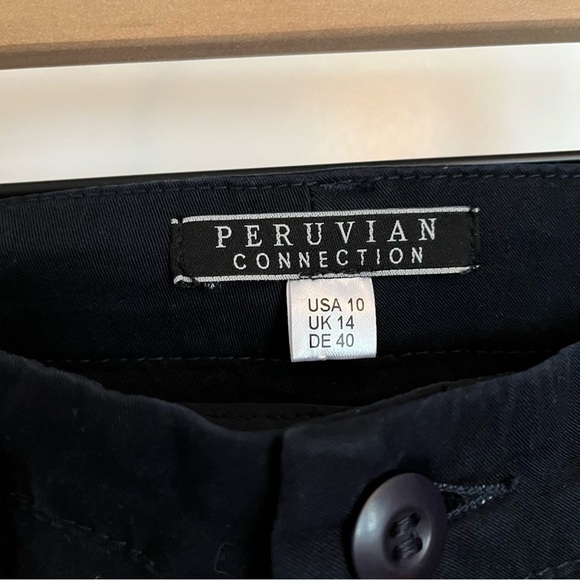 PERUVIAN
CONNECTION
USA 10
UK 14
DE 40